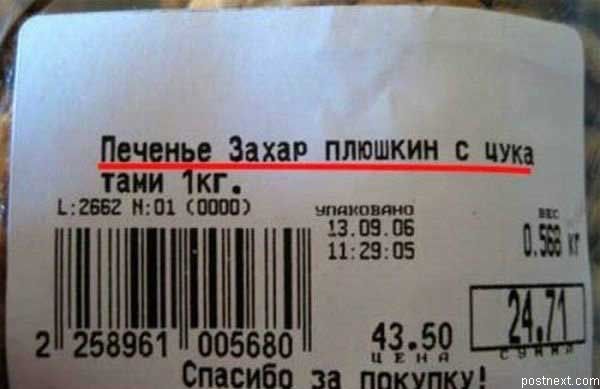 Печенье Захар плюшкин с цука
тами 1кг.
L:2662 N:01 (0000)
упаковано
вес
13.09.06
0.568 кг
11:29:05
2 258961 005680
43.50
24.71
ЦЕНА
СУММА
Спасибо за покупку!
postnext.com